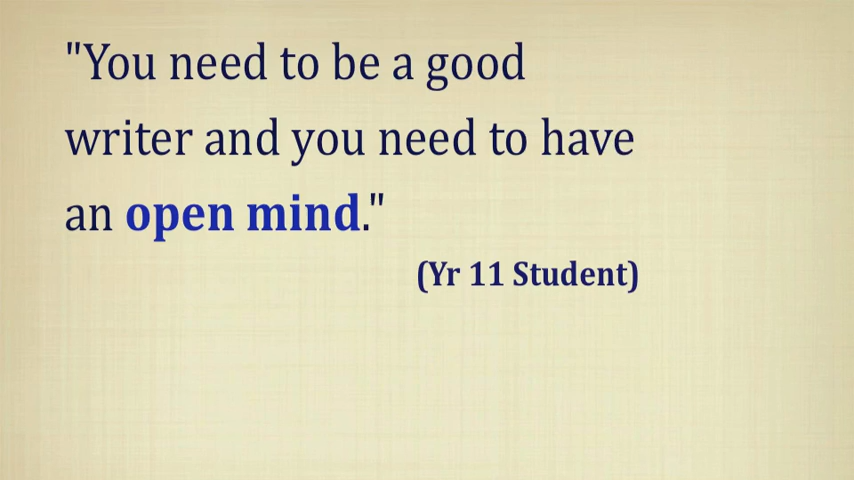 "You need to be a good
writer and you need to have
an open mind."
(Yr 11 Student)